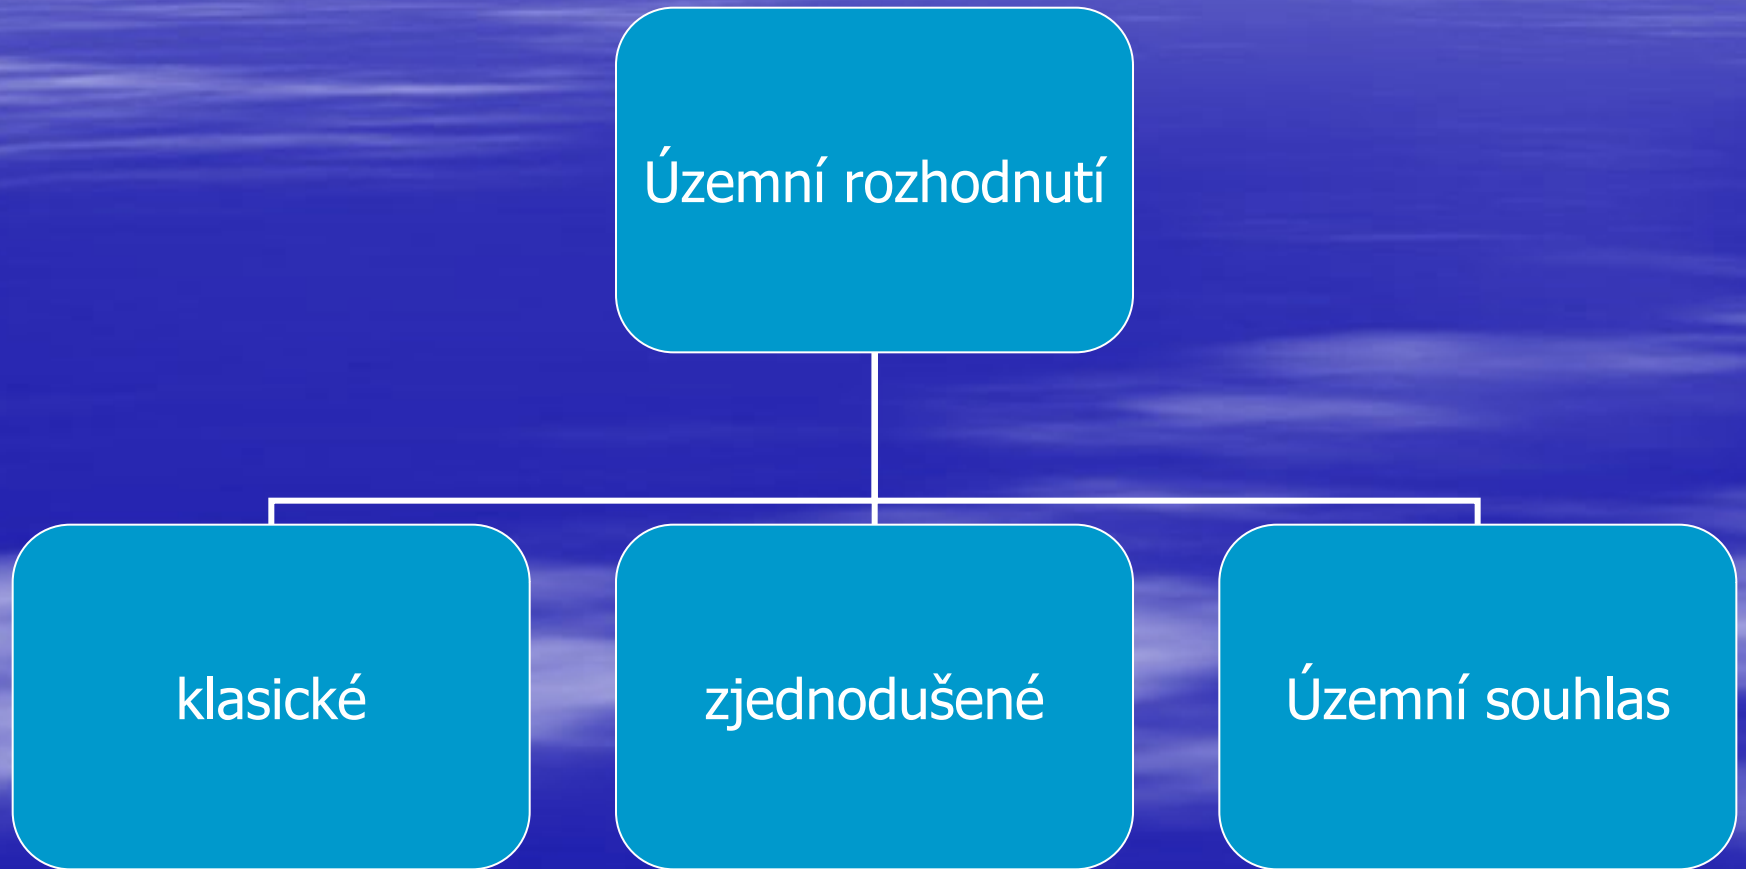 Územní rozhodnutí
klasické
zjednodušené
Územní souhlas